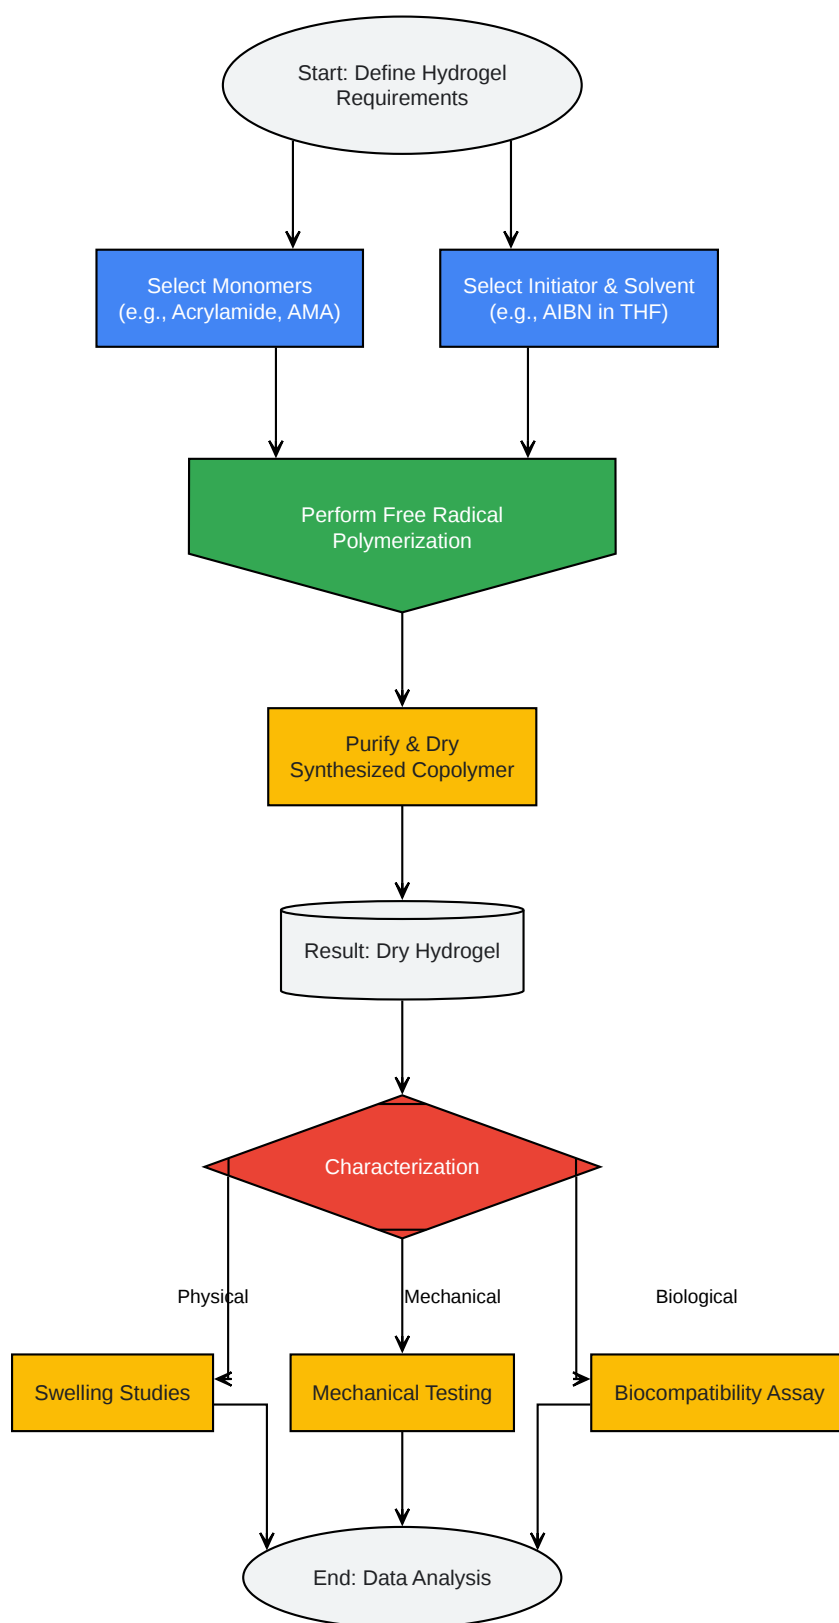 Start: Define Hydrogel
Requirements
Select Monomers
(e.g., Acrylamide, AMA)
Select Initiator & Solvent
(e.g., AIBN in THF)
Perform Free Radical
Polymerization
Purify & Dry
Synthesized Copolymer
Result: Dry Hydrogel
Characterization
Physical
Mechanical
Biological
Swelling Studies
Mechanical Testing
Biocompatibility Assay
End: Data Analysis